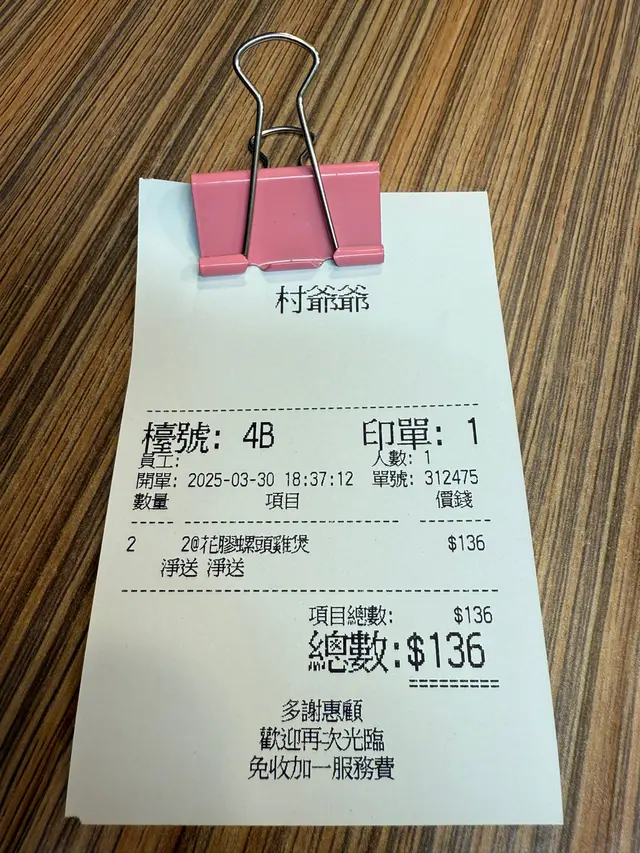 村爺爺
檯號: 4B 印單: 1
員工: 人數: 1
開單: 2025-03-30 18:37:12 單號: 312475
數量 項目 價錢
2 2@花膠螺頭雞煲 $136
淨送 淨送
項目總數: $136
總數:$136
多謝惠顧
歡迎再次光臨
免收加一服務費